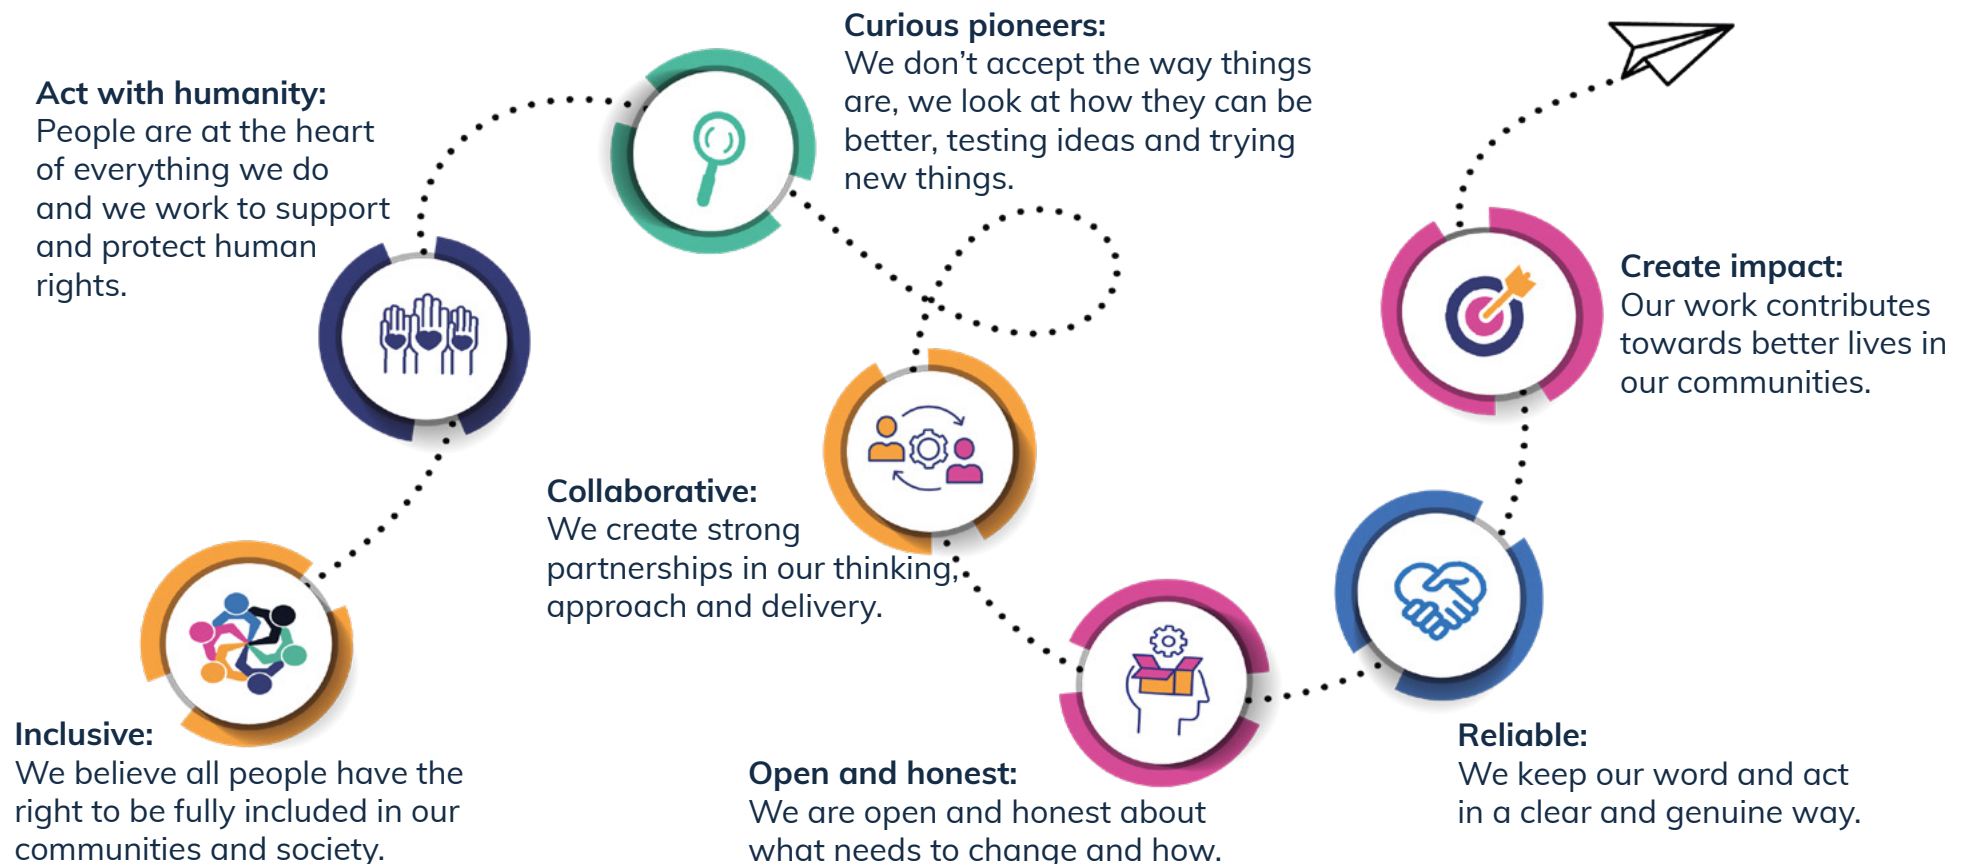 Act with humanity:
People are at the heart
of everything we do
and we work to support
and protect human
rights.
Curious pioneers:
We don’t accept the way things
are, we look at how they can be
better, testing ideas and trying
new things.
Create impact:
Our work contributes
towards better lives in
our communities.
Collaborative:
We create strong
partnerships in our thinking,
approach and delivery.
Inclusive:
We believe all people have the
right to be fully included in our
communities and society.
Open and honest:
We are open and honest about
what needs to change and how.
Reliable:
We keep our word and act
in a clear and genuine way.